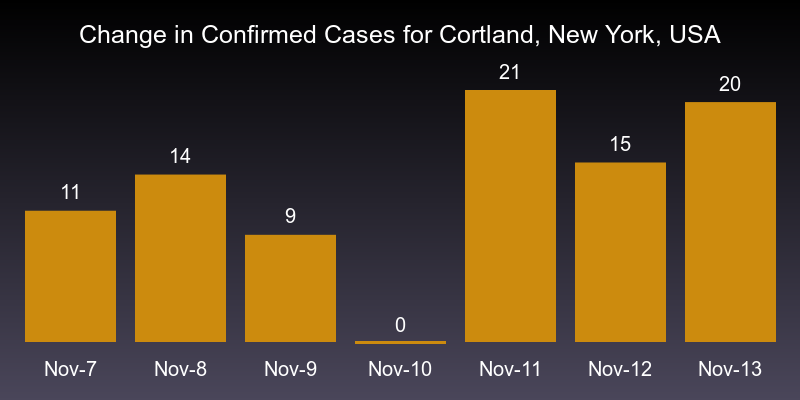 Change in Confirmed Cases for Cortland, New York, USA
11
14
9
0
21
15
20
Nov-7
Nov-8
Nov-9
Nov-10
Nov-11
Nov-12
Nov-13